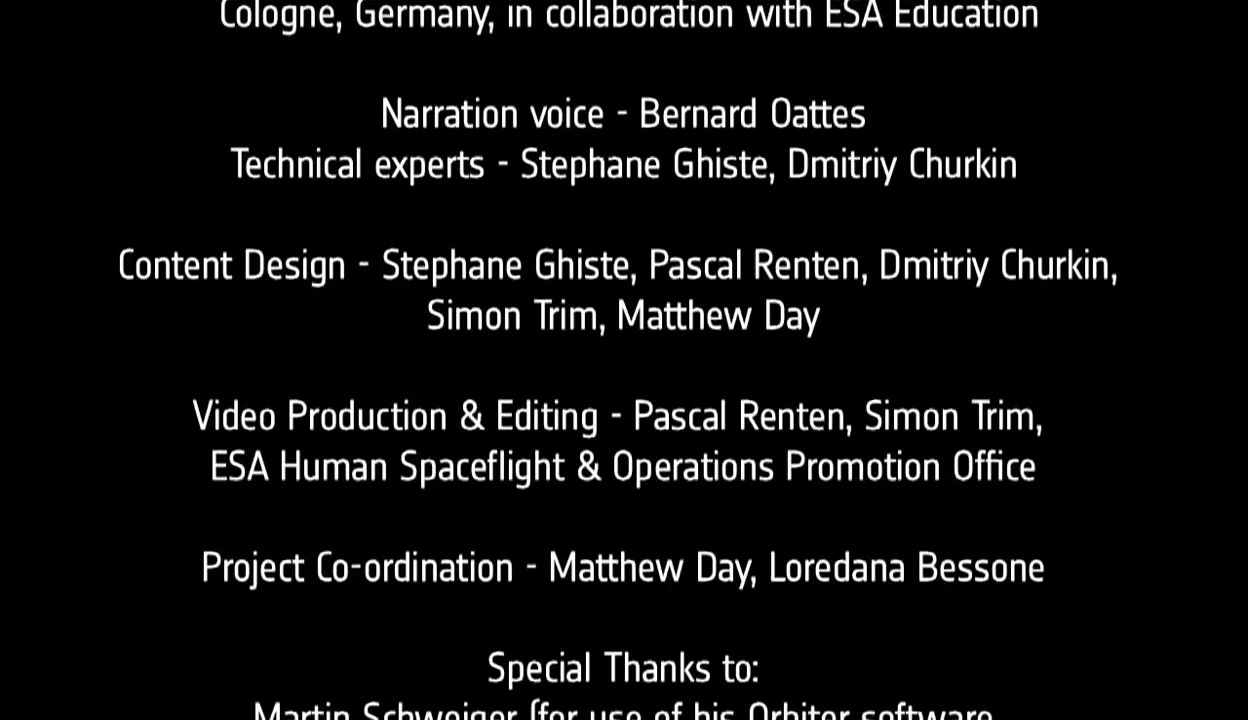 Cologne, Germany, in collaboration with ESA Education
Narration voice - Bernard Oattes
Technical experts - Stephane Ghiste, Dmitriy Churkin
Content Design - Stephane Ghiste, Pascal Renten, Dmitriy Churkin,
Simon Trim, Matthew Day
Video Production & Editing - Pascal Renten, Simon Trim,
ESA Human Spaceflight & Operations Promotion Office
Project Co-ordination - Matthew Day, Loredana Bessone
Special Thanks to:
Martin Schweiger (for use of his Orbiter software